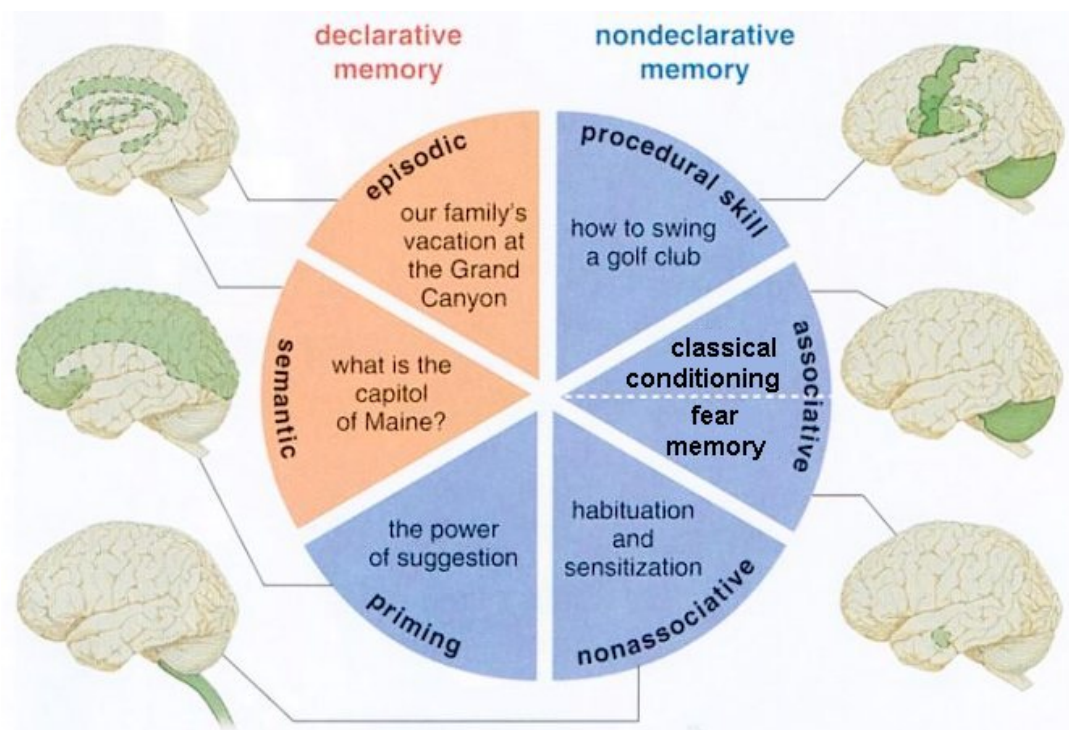 declarative
memory
nondeclarative
memory
episodic
our family's
vacation at
the Grand
Canyon
procedural skill
how to swing
a golf club
semantic
what is the
capitol
of Maine?
associative
classical
conditioning
fear
memory
priming
the power
of suggestion
nonassociative
habituation
and
sensitization